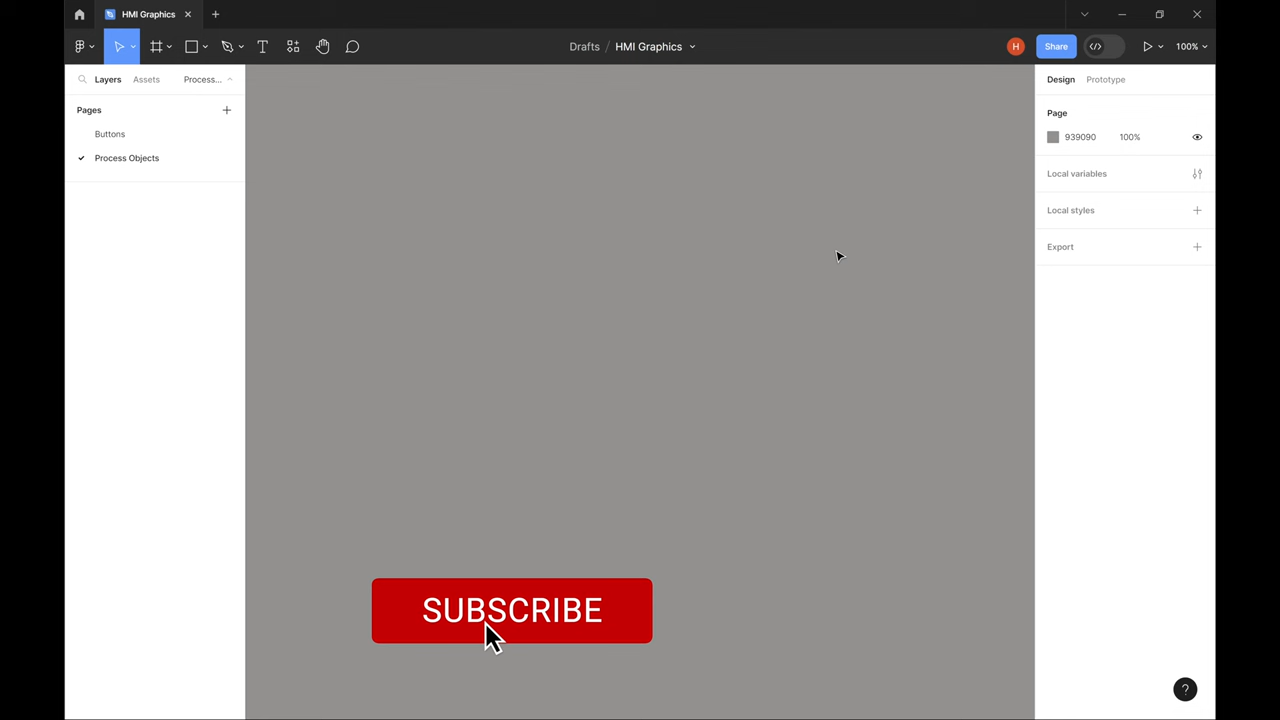 HMI Graphics
Drafts / HMI Graphics
H
Share
100%
Layers
Assets
Process...
Pages
Buttons
Process Objects
Design
Prototype
Page
939090
100%
Local variables
Local styles
Export
SUBSCRIBE
?